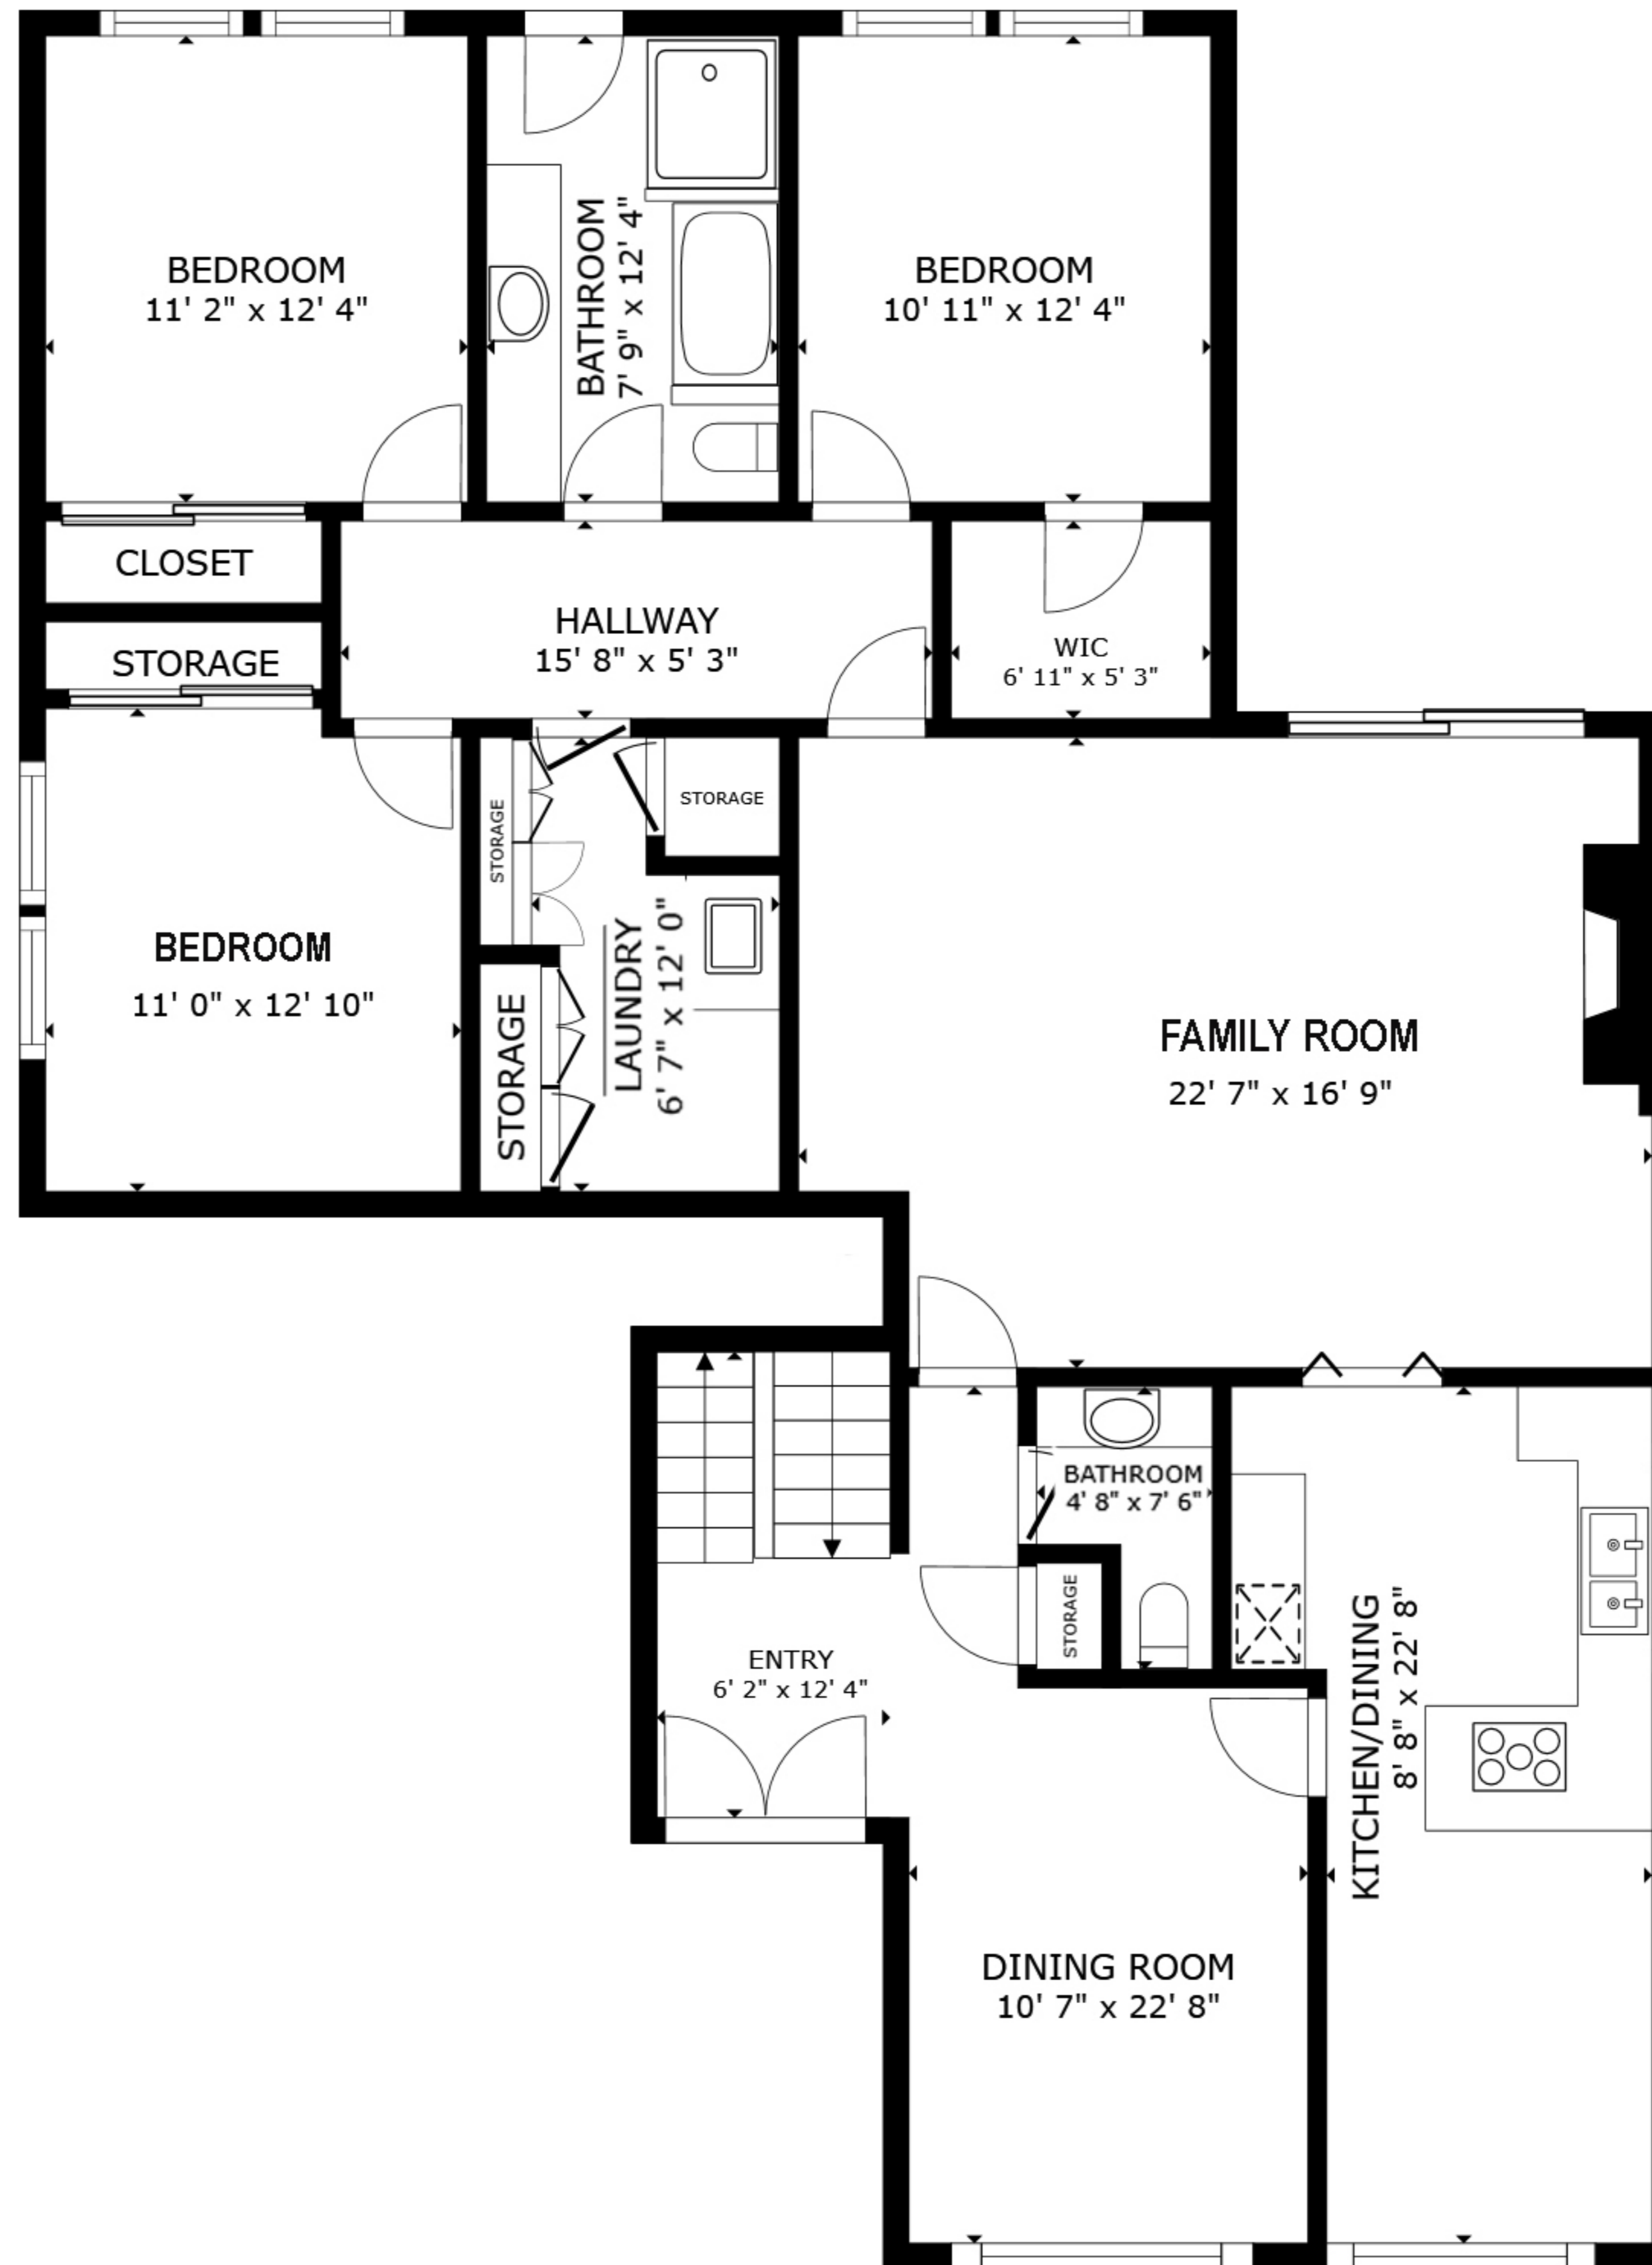 BEDROOM
11' 2" x 12' 4"
BATHROOM
7' 9" x 12' 4"
BEDROOM
10' 11" x 12' 4"
CLOSET
STORAGE
HALLWAY
15' 8" x 5' 3"
WIC
6' 11" x 5' 3"
BEDROOM
11' 0" x 12' 10"
STORAGE
STORAGE
STORAGE
LAUNDRY
6' 7" x 12' 0"
FAMILY ROOM
22' 7" x 16' 9"
BATHROOM
4' 8" x 7' 6"
STORAGE
ENTRY
6' 2" x 12' 4"
KITCHEN/DINING
8' 8" x 22' 8"
DINING ROOM
10' 7" x 22' 8"